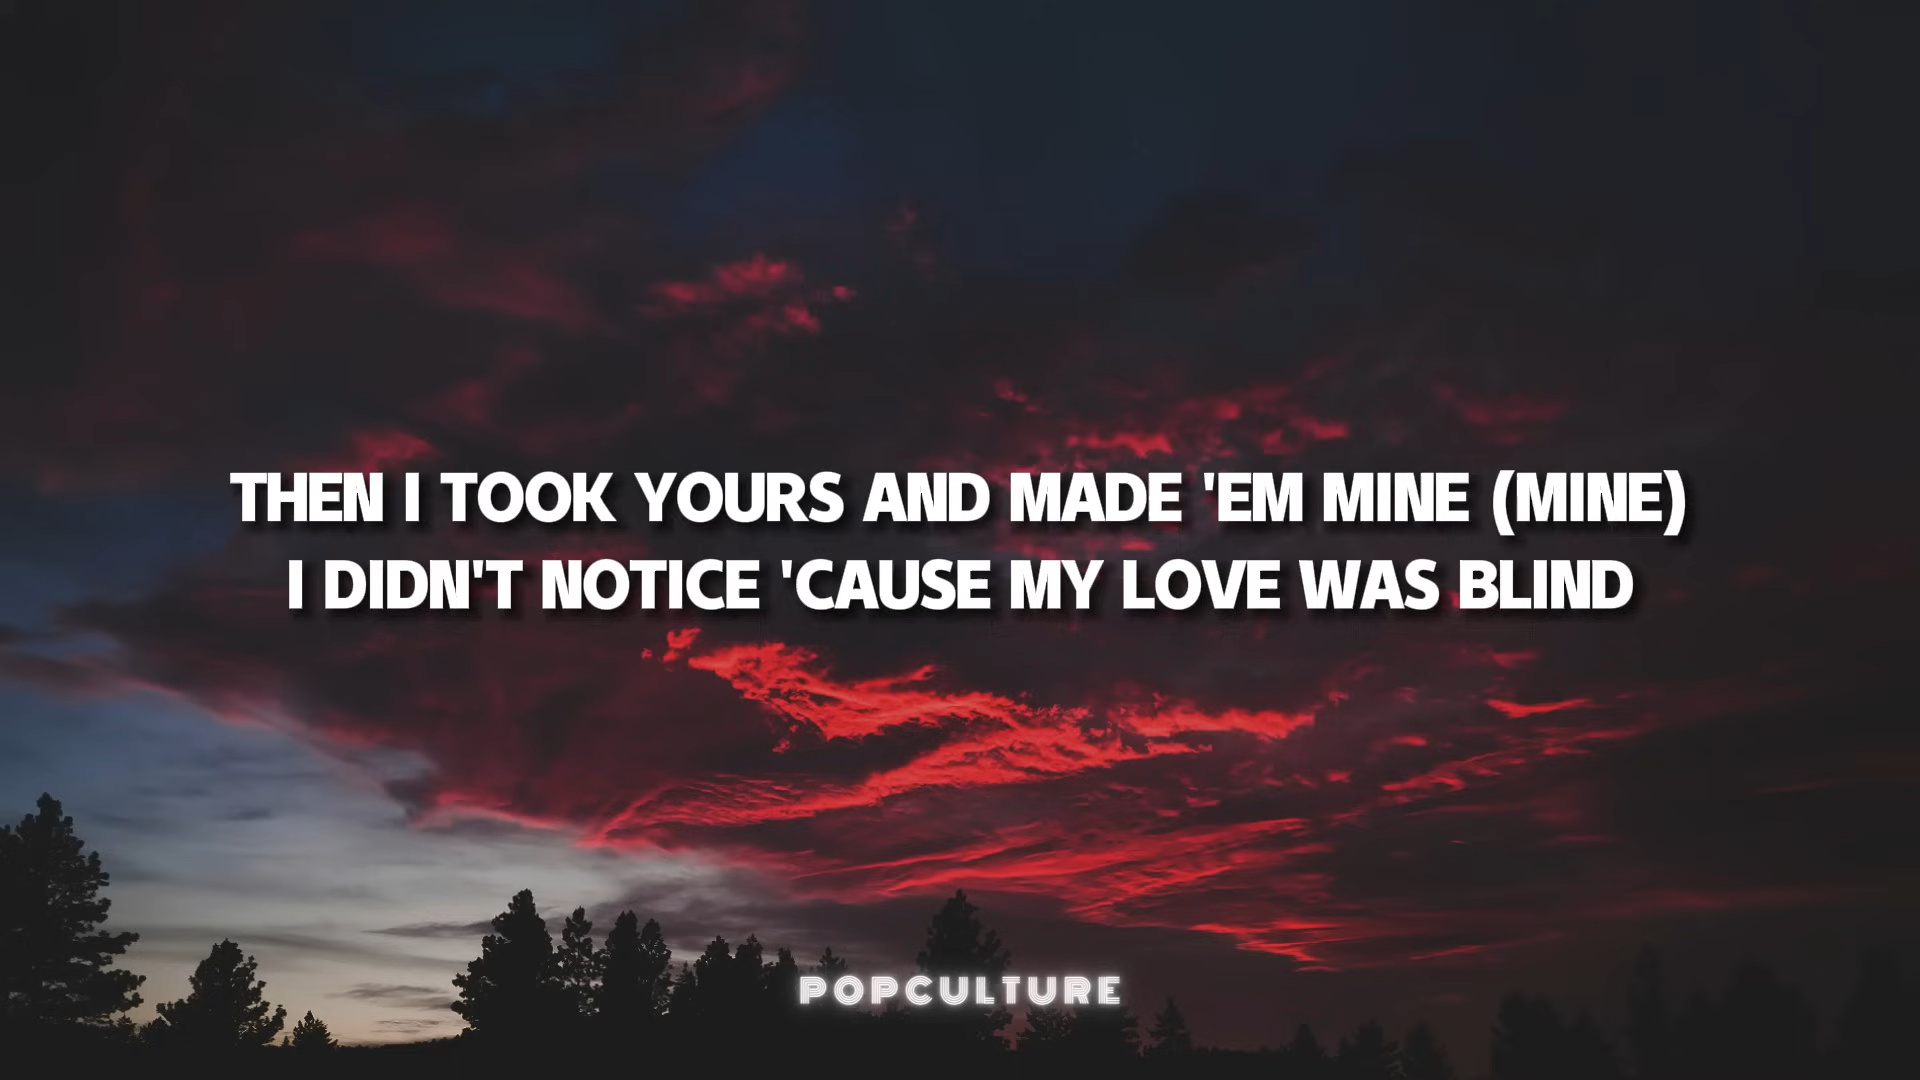 THEN I TOOK YOURS AND MADE 'EM MINE (MINE)
I DIDN'T NOTICE 'CAUSE MY LOVE WAS BLIND
POPCULTURE